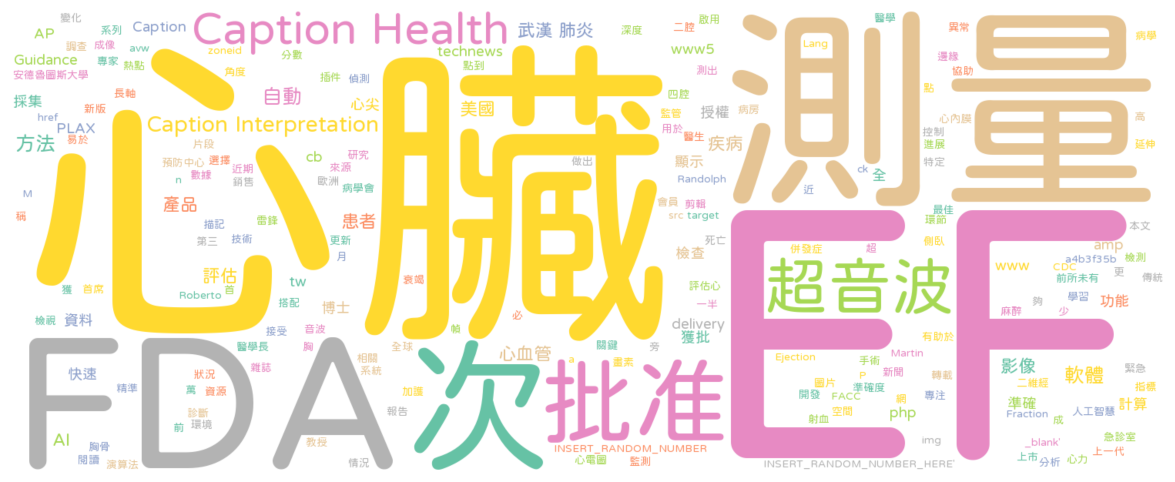 變化
AP
系列
Caption
Caption Health
武漢 肺炎
深度
啟用
二腔
醫學
異常
調查
成像
avw
zoneid
分數
technews
www5
Lang
邊緣
病學
Guidance
專家
熱點
角度
插件
偵測
點到
測出
協助
安德魯圖斯大學
長軸
自動
心尖
美國
四腔
病房
點
採集
新版
監管
授權
心內膜
高
href
PLAX
Caption Interpretation
用於
醫生
控制
方法
易於
片段
疾病
進展
延伸
預防中心
選擇
近期
cb
研究
來源
做出
顯示
特定
n
數據
銷售
歐洲
病學會
Randolph
近
ck
全
M
產品
會員
剪輯
測量
稱
描記
雷鋒
患者
src
target
最佳
第三
技術
更新
死亡
環節
本文
月
檢查
併發症
超
側臥
amp
心臟
獲
首席
評估
首
tw
衰竭
評估心
超音波
www
CDC
a4b3f35b
檢測
Roberto
搭配
博士
一半
前所未有
更
傳統
檢視
資料
接受
音波
必
幀
delivery
獲批
麻醉
夠
學習
少
功能
醫學長
胸
全球
心血管
a
關鍵
旁
畫素
有助於
EF
FDA
次
批准
快速
狀況
雜誌
相關
系統
Ejection
手術
Martin
影像
軟體
緊急
精準
萬
資源
加護
圖片
P
新聞
轉載
二維超
指標
診斷
開發
準確度
FACC
網
專注
準確
計算
前
環境
報告
射血
空間
php
Fraction
成
人工智慧
AI
胸骨
教授
INSERT_RANDOM_NUMBER
img
_blank'
急診室
閱讀
演算法
情況
心電圖
監測
INSERT_RANDOM_NUMBER_HERE'
上市
分析
心力
上一代